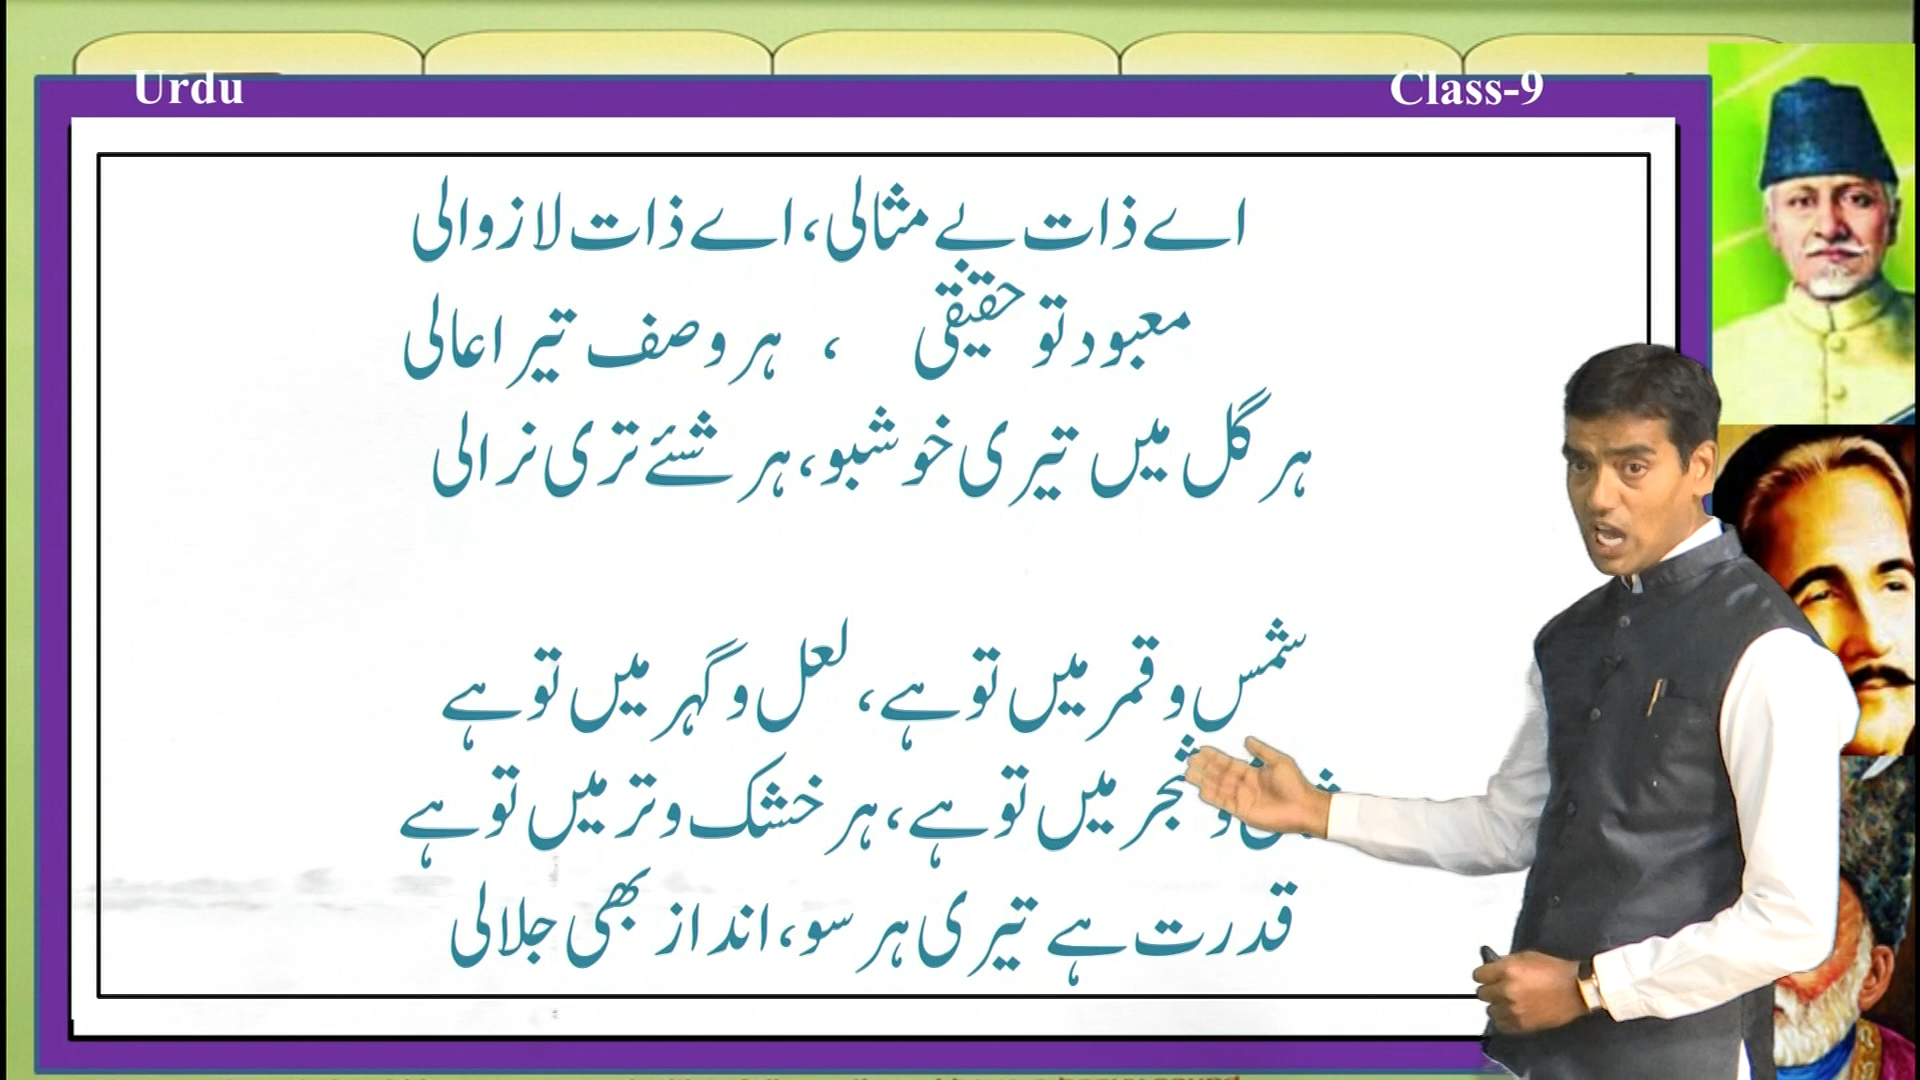 Urdu
Class-9
اے ذات بے مثالی، اے ذات لازوالی
معبود تو حقیقی ، ہر وصف تیرا عالی
ہر گل میں تیری خوشبو، ہر شئے تری نرالی
شمس و قمر میں تو ہے، لعل و گہر میں تو ہے
و شجر میں تو ہے، ہر خشک و تر میں تو ہے
قدرت ہے تیری ہر سو، انداز بھی جلالی